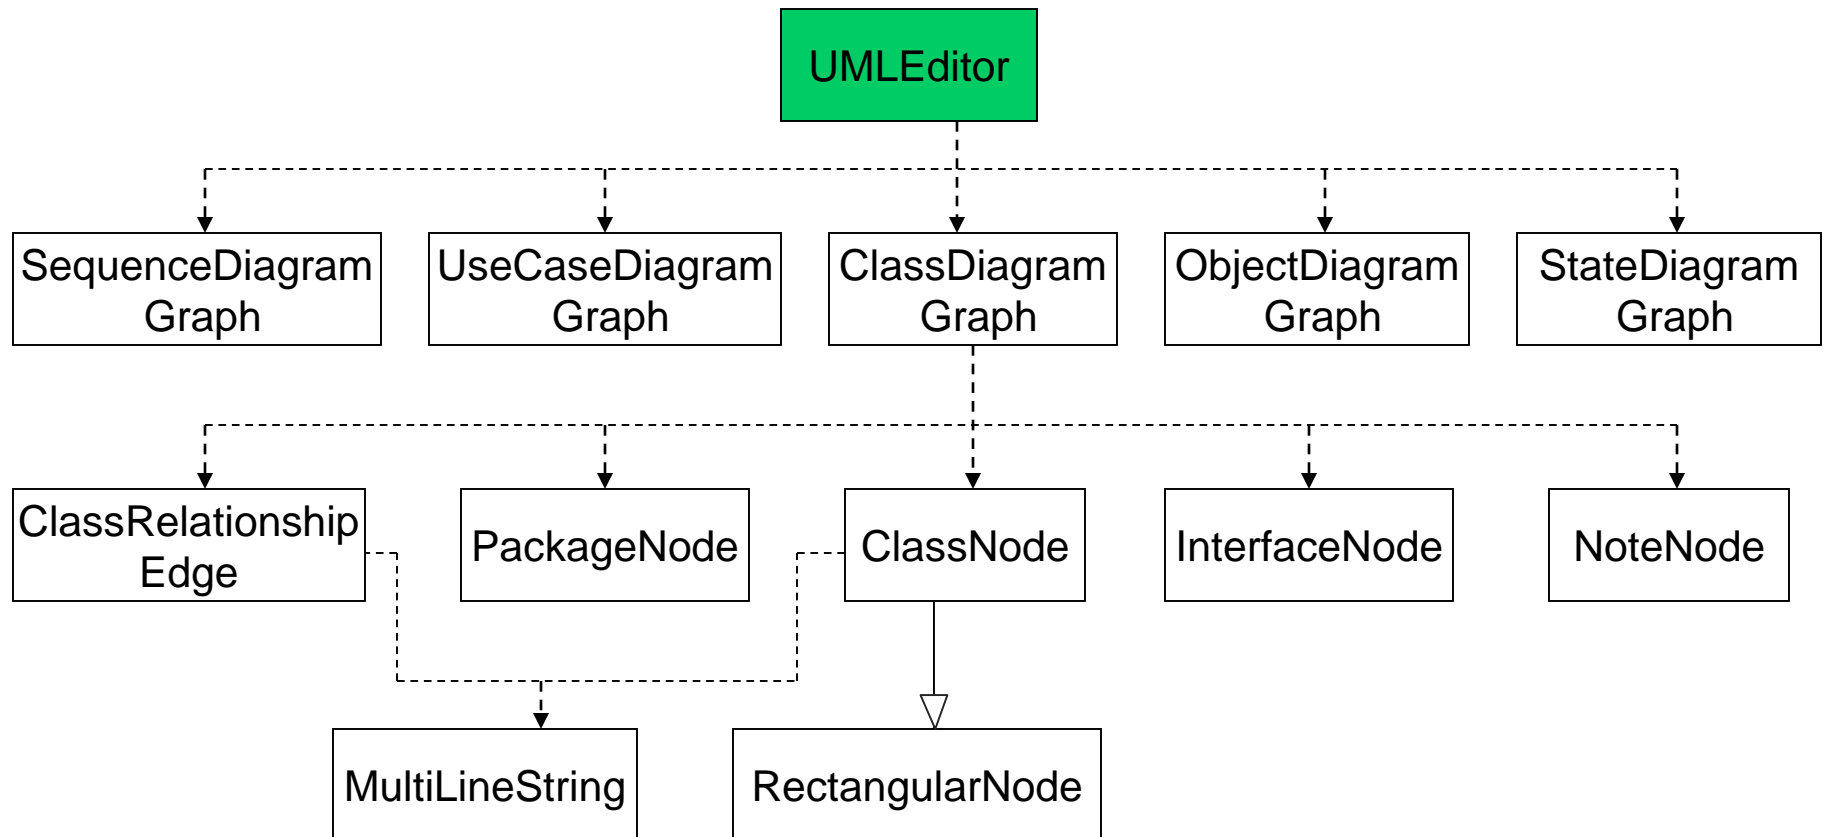 UMLEditor
SequenceDiagram
Graph
UseCaseDiagram
Graph
ClassDiagram
Graph
ObjectDiagram
Graph
StateDiagram
Graph
ClassRelationship
Edge
PackageNode
ClassNode
InterfaceNode
NoteNode
MultiLineString
RectangularNode